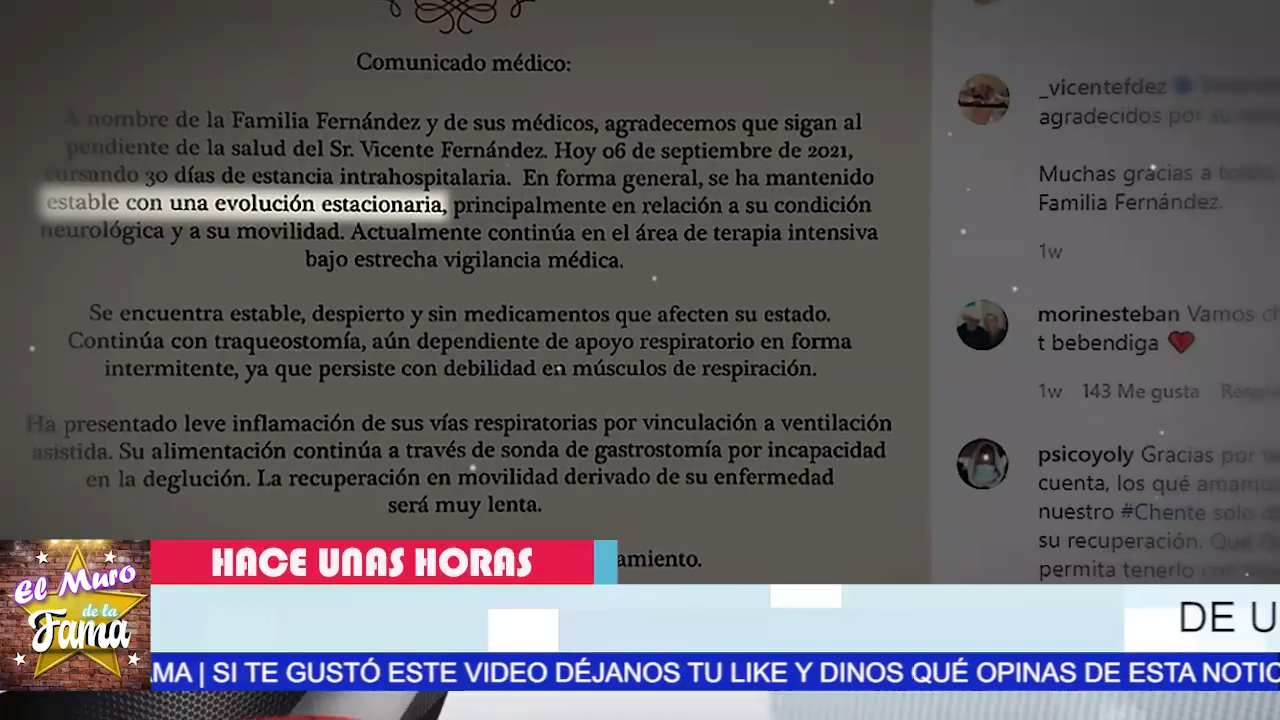 Comunicado médico:
A nombre de la Familia Fernández y de sus médicos, agradecemos que sigan al
pendiente de la salud del Sr. Vicente Fernández. Hoy 06 de septiembre de 2021,
cursando 30 días de estancia intrahospitalaria. En forma general, se ha mantenido
estable con una evolución estacionaria, principalmente en relación a su condición
neurológica y a su movilidad. Actualmente continúa en el área de terapia intensiva
bajo estrecha vigilancia médica.
Se encuentra estable, despierto y sin medicamentos que afecten su estado.
Continúa con traqueostomía, aún dependiente de apoyo respiratorio en forma
intermitente, ya que persiste con debilidad en músculos de respiración.
Ha presentado leve inflamación de sus vías respiratorias por vinculación a ventilación
asistida. Su alimentación continúa a través de sonda de gastrostomía por incapacidad
en la deglución. La recuperación en movilidad derivado de su enfermedad
será muy lenta.
amiento.
_vicentefdez
agradecidos por su
Muchas gracias a
Familia Fernández.
1w
morinesteban Vamos ch
t bebendiga ❤
1w 143 Me gusta
psicoyoly Gracias por
cuenta, los qué amam
nuestro #Chente solo
su recuperación. Que
permita tenerlo
El Muro
de la
Fama
HACE UNAS HORAS
DE U
MA | SI TE GUSTÓ ESTE VIDEO DÉJANOS TU LIKE Y DINOS QUÉ OPINAS DE ESTA NOTIC